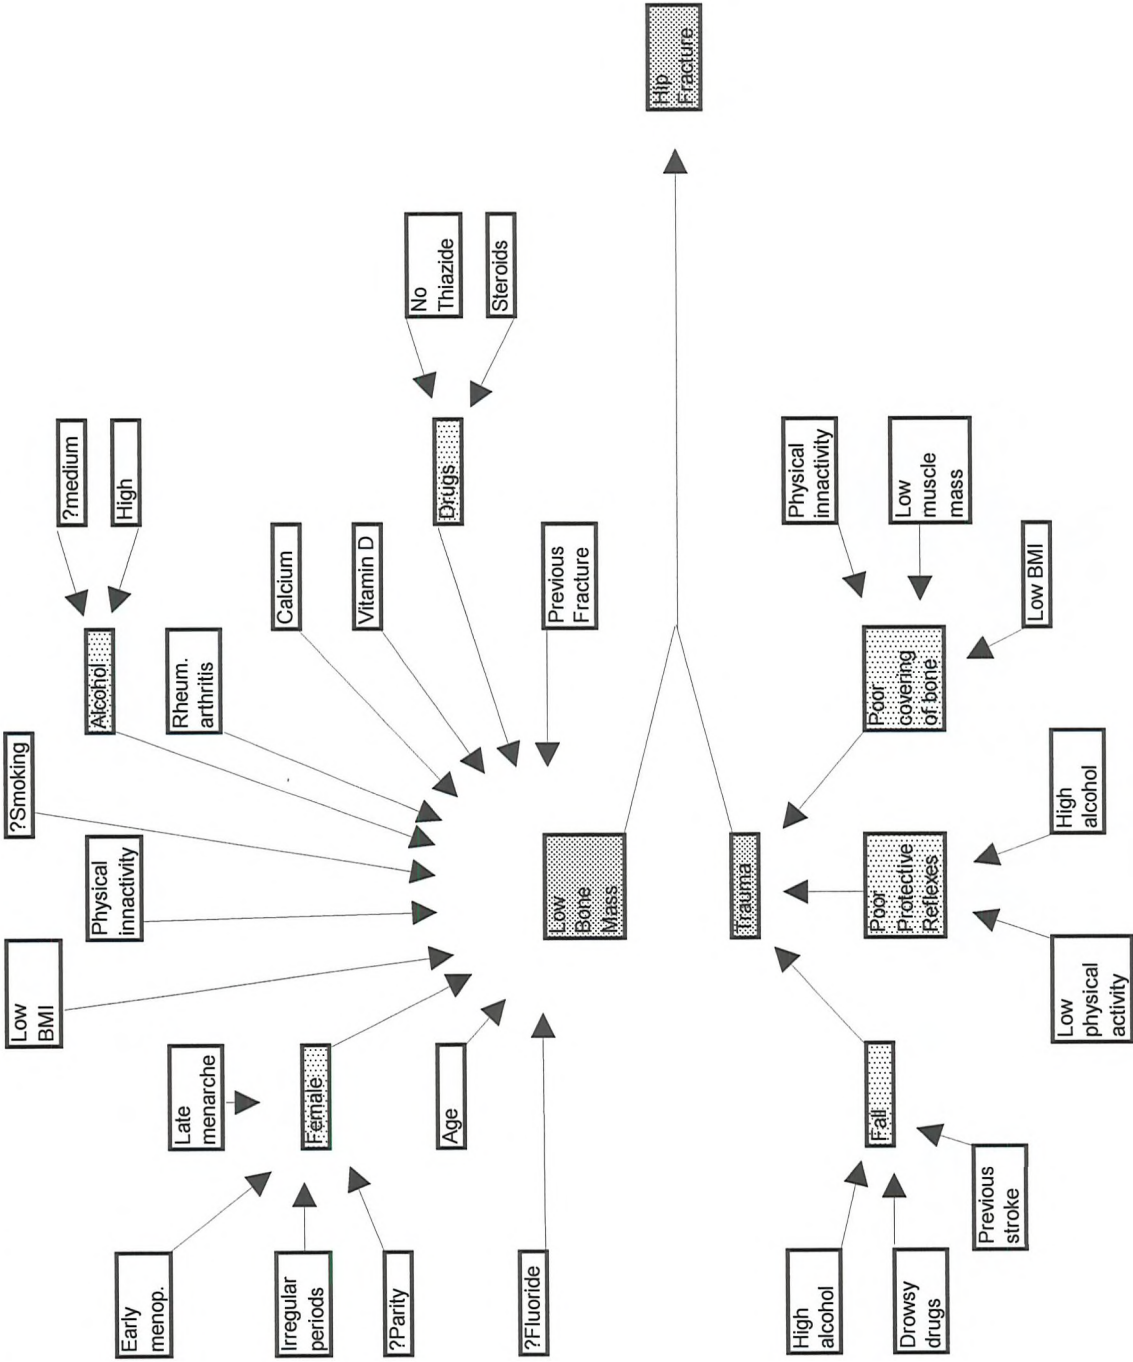 Low
BMI
?Smoking
?medium
High
Alcohol
Physical
innactivity
Early
menop.
Late
menarche
Rheum.
arthritis
Irregular
periods
Female
Calcium
Vitamin D
?Parity
Age
No
Thiazide
Drugs
Steroids
?Fluoride
Low
Bone
Mass
Previous
Fracture
Hip
Fracture
Trauma
High
alcohol
Fall
Drowsy
drugs
Previous
stroke
Poor
Protective
Reflexes
Poor
covering
of bone
Physical
innactivity
Low
muscle
mass
Low BMI
Low
physical
activity
High
alcohol